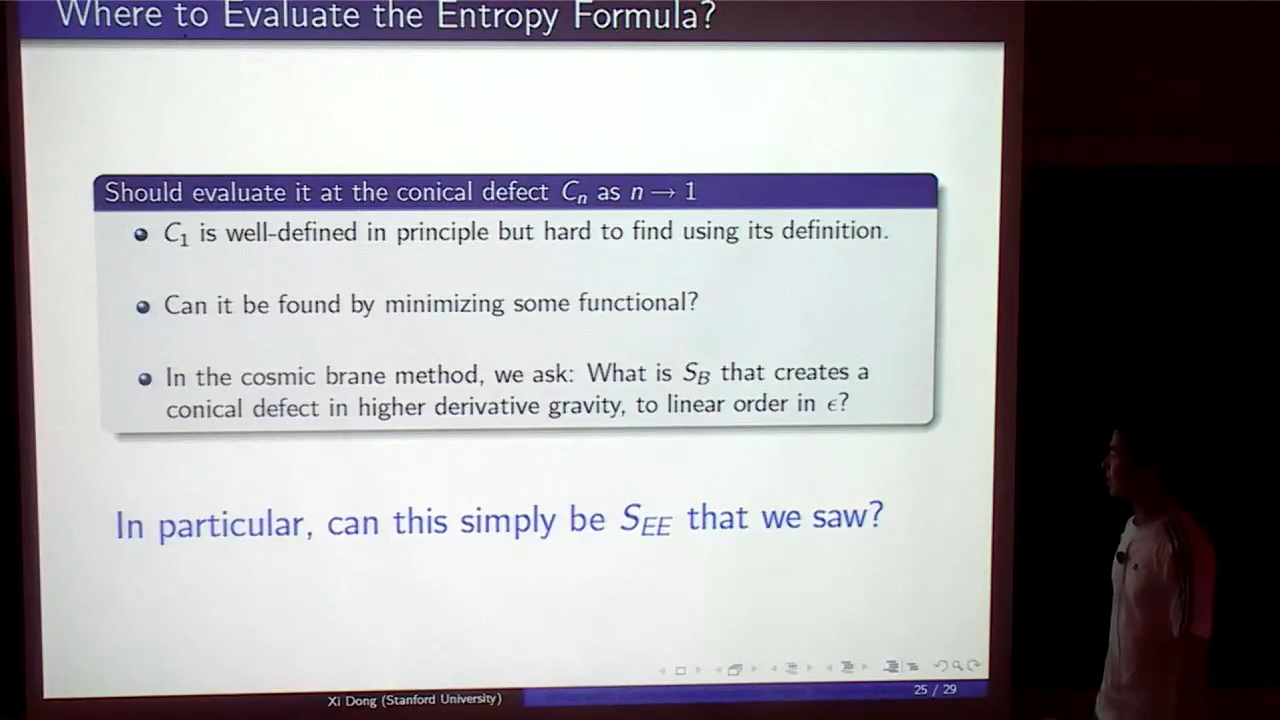 Where to Evaluate the Entropy Formula?
Should evaluate it at the conical defect Cₙ as n → 1
C₁ is well-defined in principle but hard to find using its definition.
Can it be found by minimizing some functional?
In the cosmic brane method, we ask: What is S_B that creates a
conical defect in higher derivative gravity, to linear order in ϵ?
In particular, can this simply be S_EE that we saw?
Xi Dong (Stanford University)
25 / 29